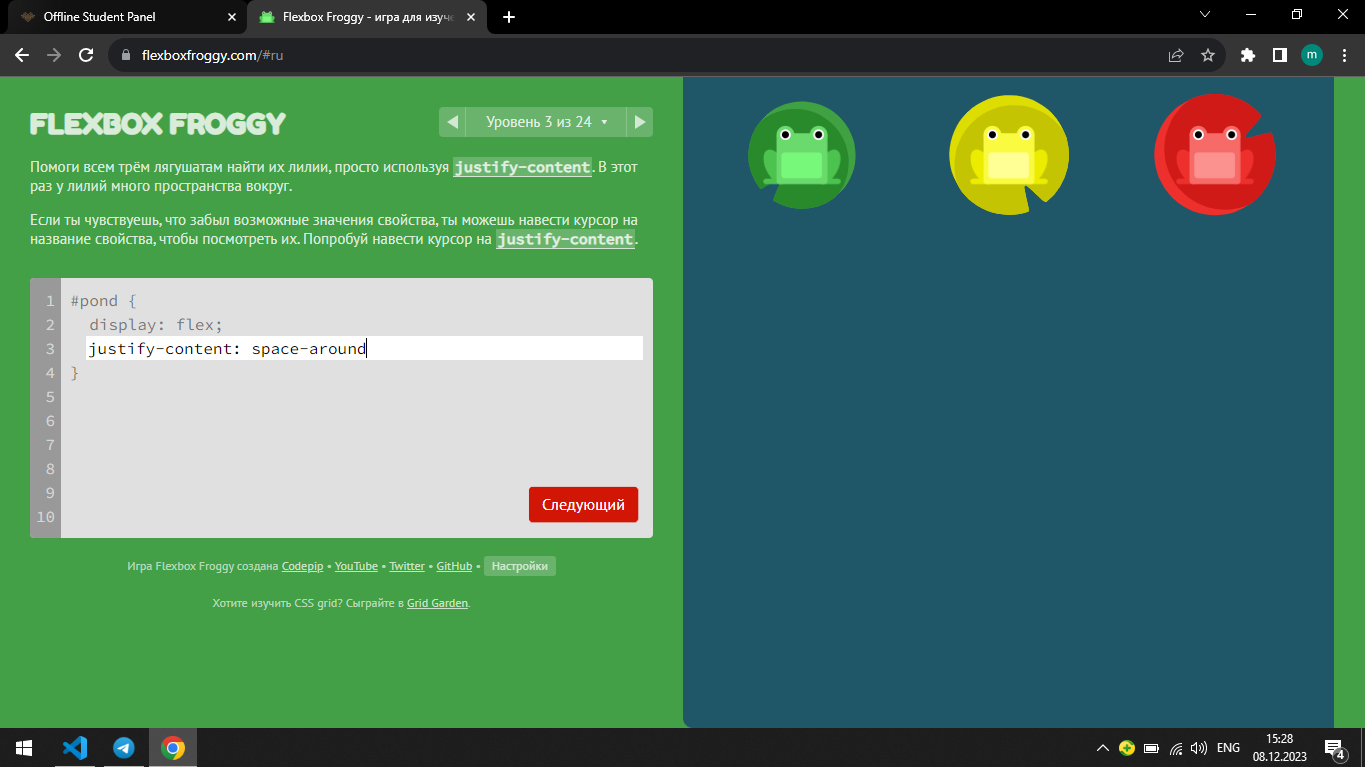 Offline Student Panel
Flexbox Froggy - игра для изуче
flexboxfroggy.com/#ru
m
FLEXBOX FROGGY
Уровень 3 из 24
Помоги всем трём лягушатам найти их лилии, просто используя justify-content. В этот
раз у лилий много пространства вокруг.
Если ты чувствуешь, что забыл возможные значения свойства, ты можешь навести курсор на
название свойства, чтобы посмотреть их. Попробуй навести курсор на justify-content.
1 #pond {
2 display: flex;
3 justify-content: space-around
4 }
5
6
7
8
9
10
Следующий
Игра Flexbox Froggy создана Codepip • YouTube • Twitter • GitHub • Настройки
Хотите изучить CSS grid? Сыграйте в Grid Garden.
ENG
15:28
08.12.2023
4